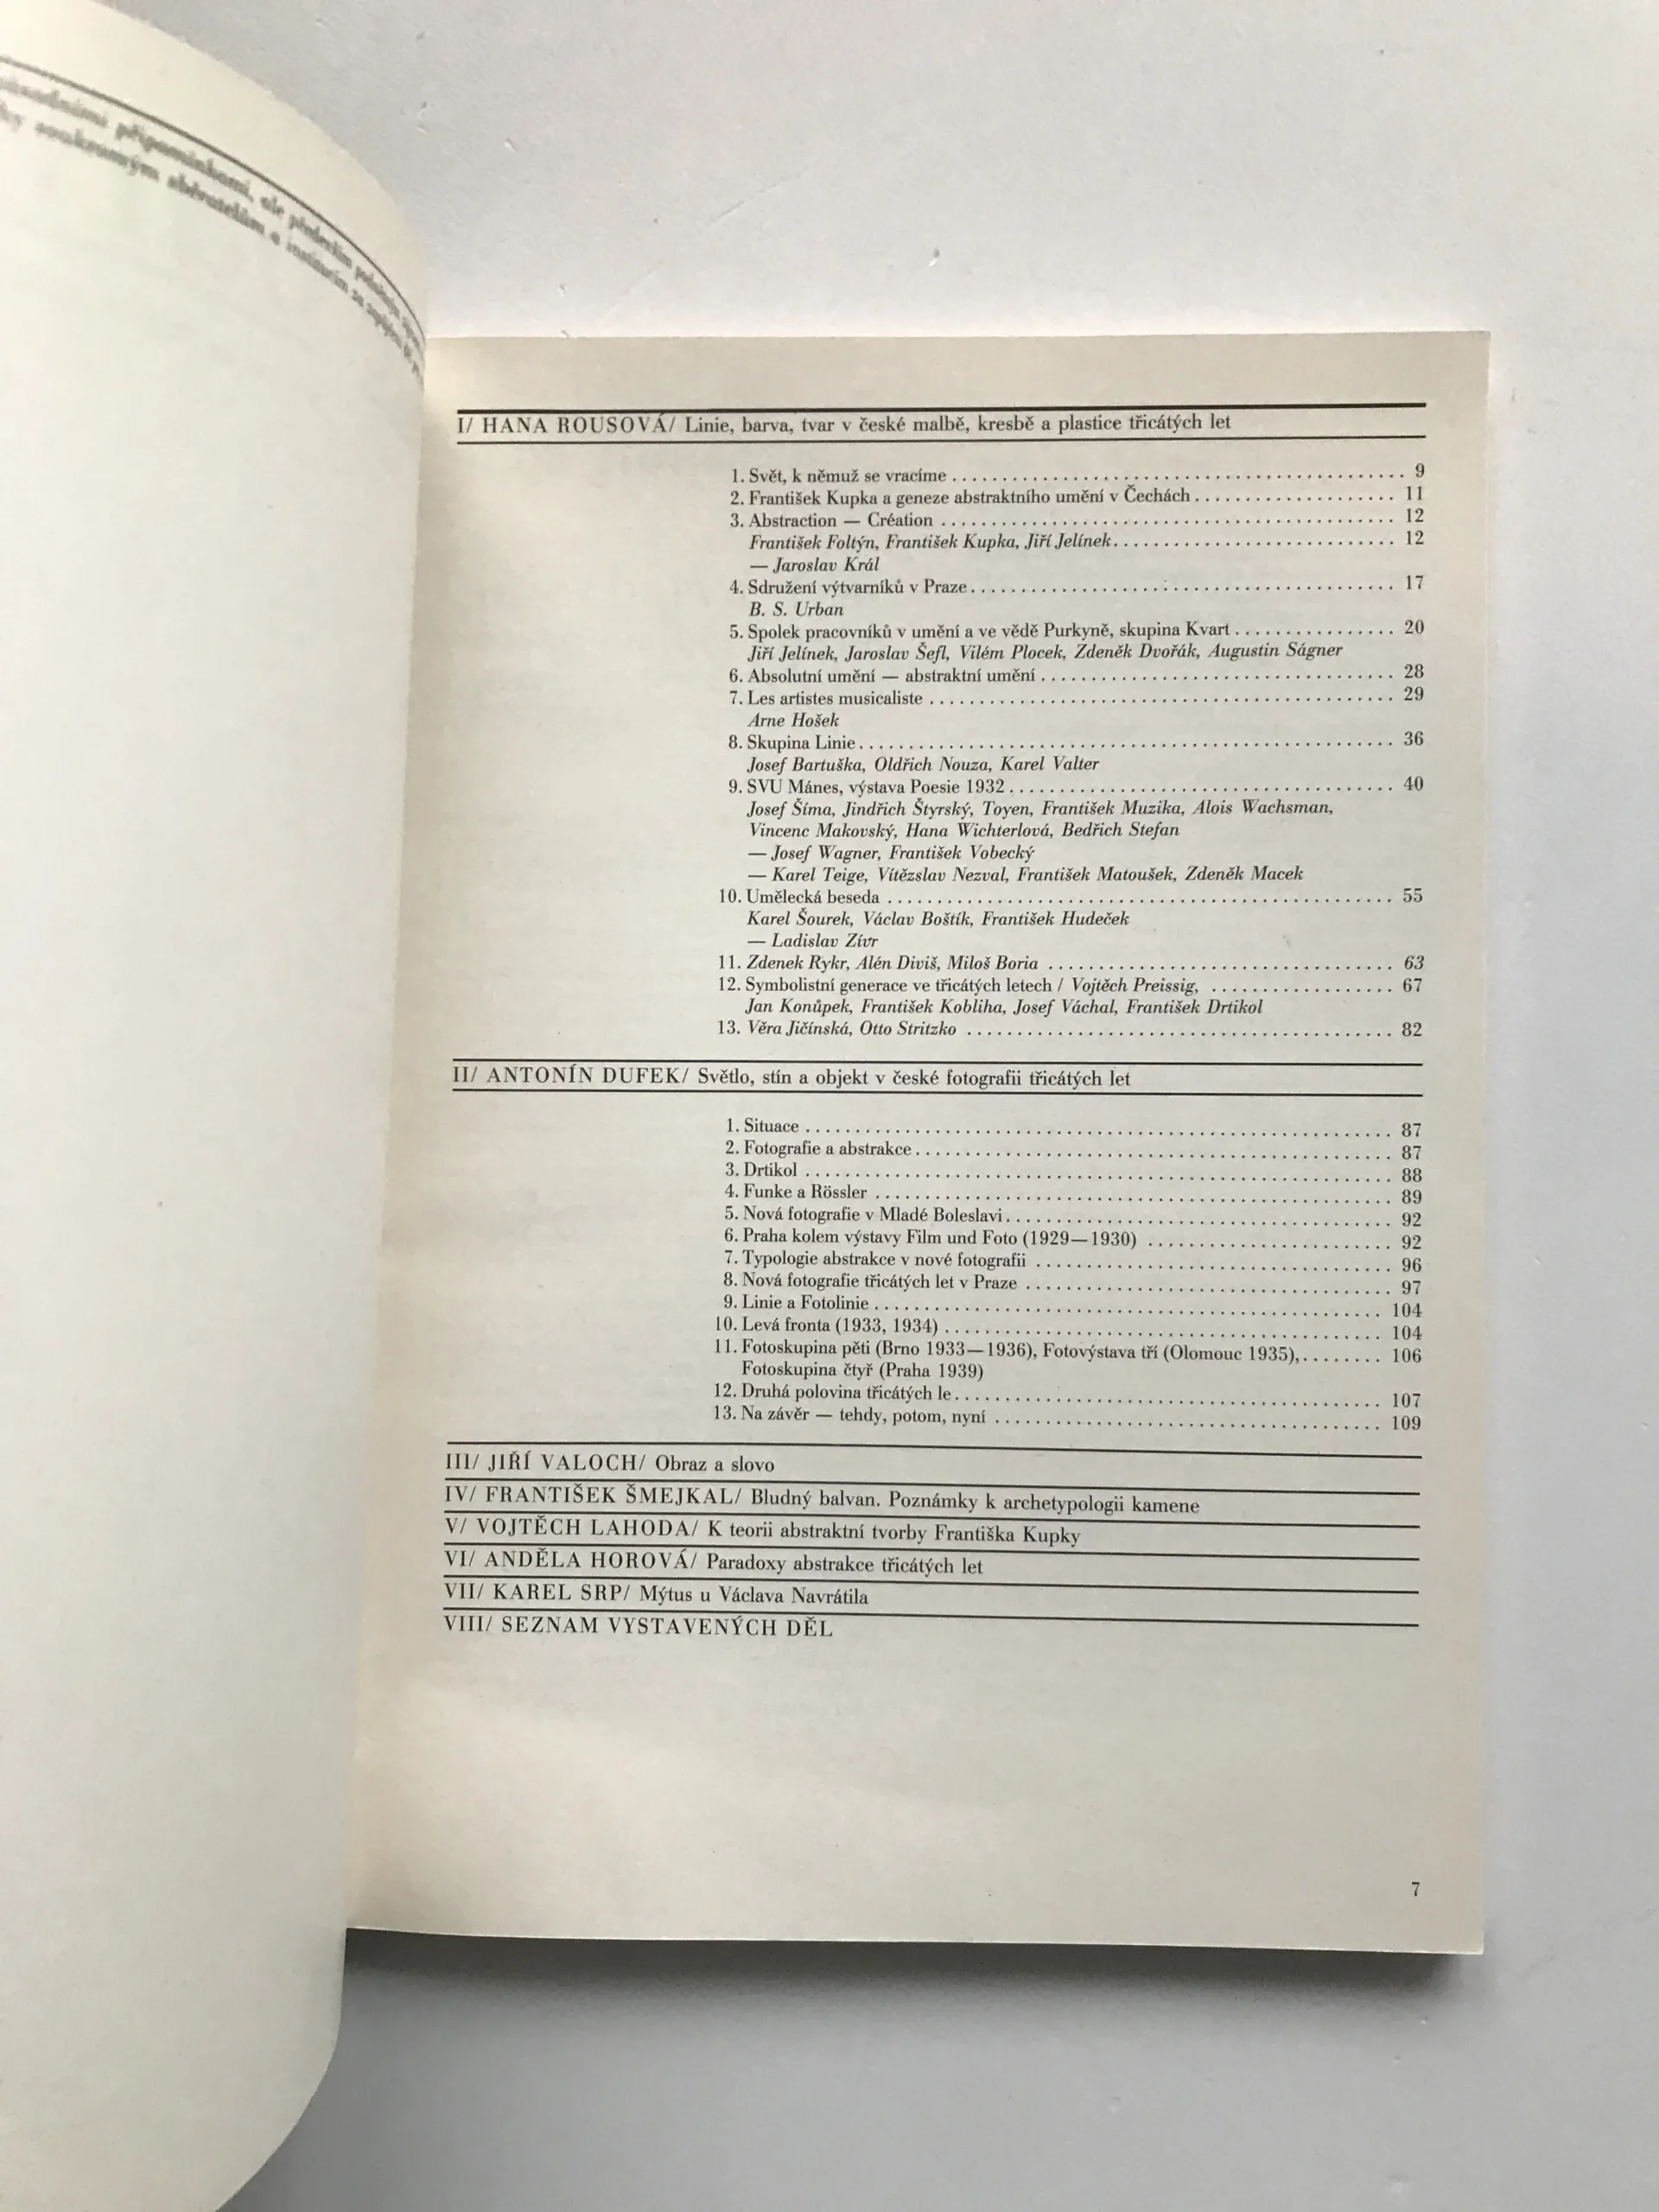 připomínkami, ale především
soukromým sběratelům a institucím za
I/ HANA ROUSOVÁ/ Linie, barva, tvar v české malbě, kresbě a plastice třicátých let
1. Svět, k němuž se vracíme 9
2. František Kupka a geneze abstraktního umění v Čechách 11
3. Abstraction — Création 12
František Foltýn, František Kupka, Jiří Jelínek 12
— Jaroslav Král
4. Sdružení výtvarníků v Praze 17
B. S. Urban
5. Spolek pracovníků v umění a ve vědě Purkyně, skupina Kvart 20
Jiří Jelínek, Jaroslav Šefl, Vilém Plocek, Zdeněk Dvořák, Augustin Ságner
6. Absolutní umění — abstraktní umění 28
7. Les artistes musicaliste 29
Arne Hošek
8. Skupina Linie 36
Josef Bartuška, Oldřich Nouza, Karel Valter
9. SVU Mánes, výstava Poesie 1932 40
Josef Šíma, Jindřich Štyrský, Toyen, František Muzika, Alois Wachsman,
Vincenc Makovský, Hana Wichterlová, Bedřich Stefan
— Josef Wagner, František Vobecký
— Karel Teige, Vítězslav Nezval, František Matoušek, Zdeněk Macek
10. Umělecká beseda 55
Karel Šourek, Václav Boštík, František Hudeček
— Ladislav Zívr
11. Zdenek Rykr, Alén Diviš, Miloš Boria 63
12. Symbolistní generace ve třicátých letech / Vojtěch Preissig, 67
Jan Konůpek, František Kobliha, Josef Váchal, František Drtikol
13. Věra Jičínská, Otto Stritzko 82
II/ ANTONÍN DUFEK/ Světlo, stín a objekt v české fotografii třicátých let
1. Situace 87
2. Fotografie a abstrakce 87
3. Drtikol 88
4. Funke a Rössler 89
5. Nová fotografie v Mladé Boleslavi 92
6. Praha kolem výstavy Film und Foto (1929—1930) 92
7. Typologie abstrakce v nové fotografii 96
8. Nová fotografie třicátých let v Praze 97
9. Linie a Fotolinie 104
10. Levá fronta (1933, 1934) 104
11. Fotoskupina pěti (Brno 1933—1936), Fotovýstava tří (Olomouc 1935), 106
Fotoskupina čtyř (Praha 1939)
12. Druhá polovina třicátých le 107
13. Na závěr — tehdy, potom, nyní 109
III/ JIŘÍ VALOCH/ Obraz a slovo
IV/ FRANTIŠEK ŠMEJKAL/ Bludný balvan. Poznámky k archetypologii kamene
V/ VOJTĚCH LAHODA/ K teorii abstraktní tvorby Františka Kupky
VI/ ANDĚLA HOROVÁ/ Paradoxy abstrakce třicátých let
VII/ KAREL SRP/ Mýtus u Václava Navrátila
VIII/ SEZNAM VYSTAVENÝCH DĚL
7